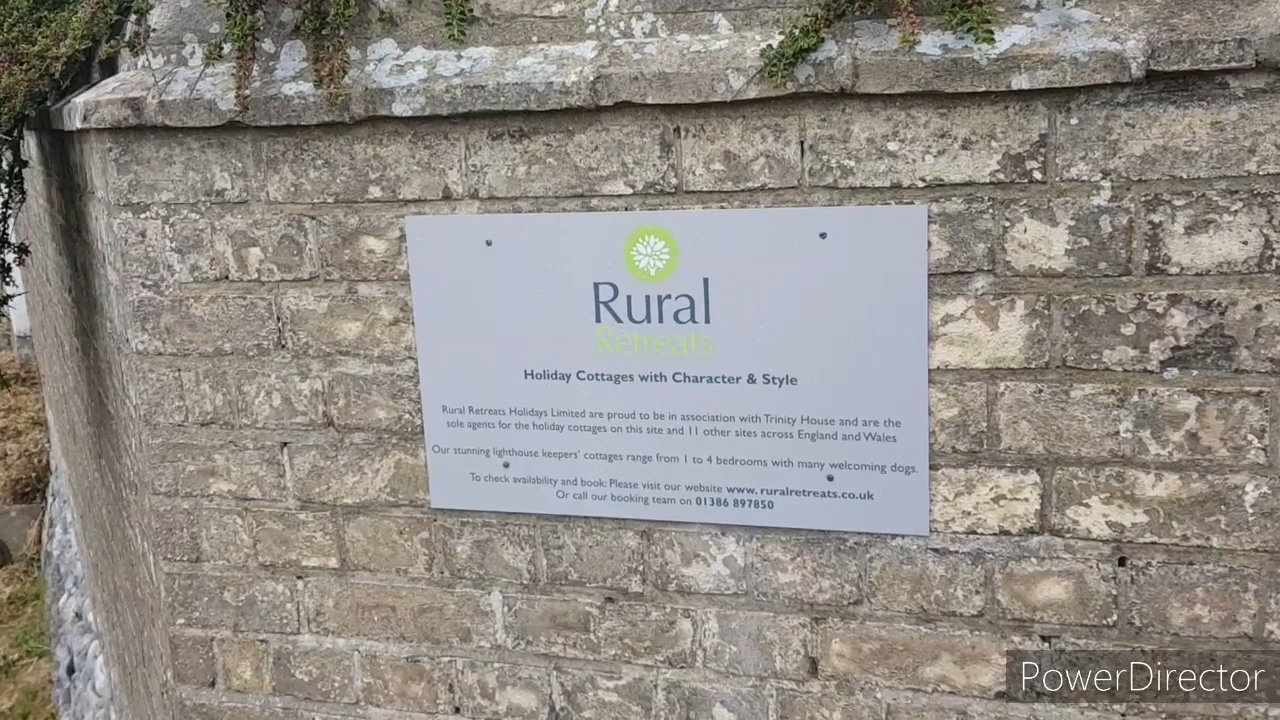 Rural
Retreats
Holiday Cottages with Character & Style
Rural Retreats Holidays Limited are proud to be in association with Trinity House and are the
sole agents for the holiday cottages on this site and 11 other sites across England and Wales
Our stunning lighthouse keepers' cottages range from 1 to 4 bedrooms with many welcoming dogs.
To check availability and book: Please visit our website www.ruralretreats.co.uk
Or call our booking team on 01386 897850
PowerDirector